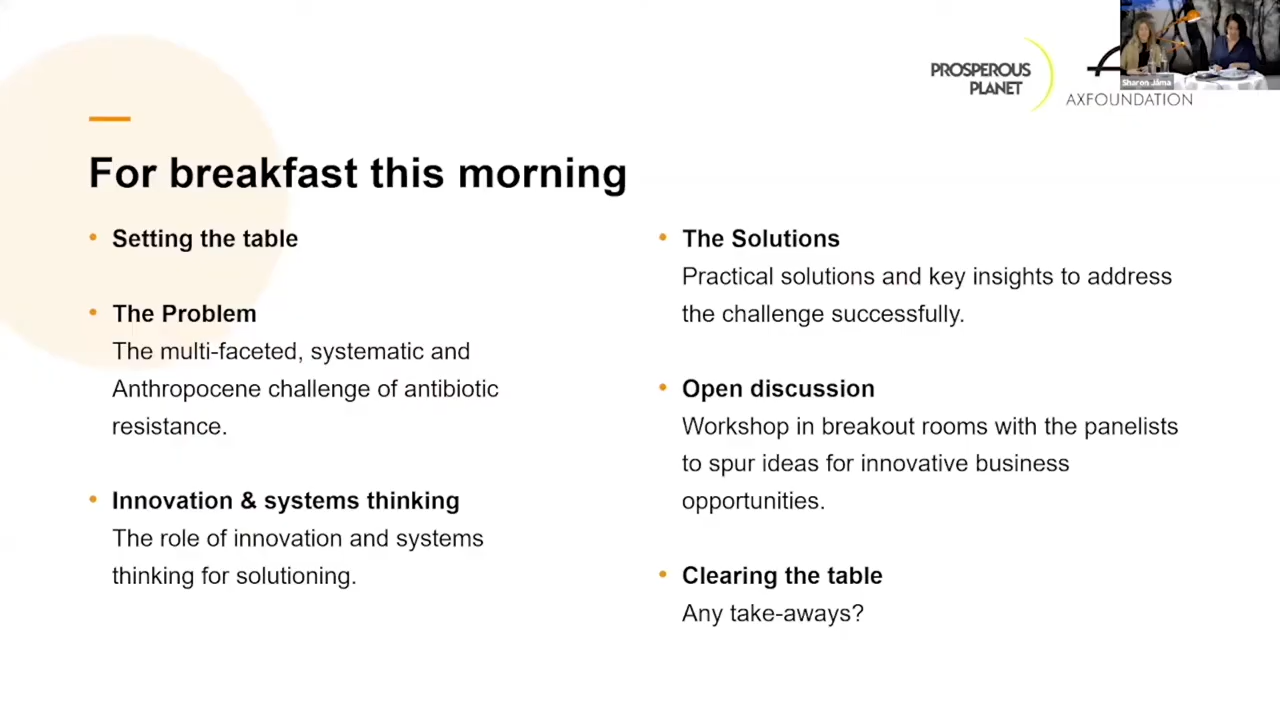 PROSPEROUS
PLANET
AXFOUNDATION
Sharon Jåma
For breakfast this morning
• Setting the table
• The Problem
The multi-faceted, systematic and
Anthropocene challenge of antibiotic
resistance.
• Innovation & systems thinking
The role of innovation and systems
thinking for solutioning.
• The Solutions
Practical solutions and key insights to address
the challenge successfully.
• Open discussion
Workshop in breakout rooms with the panelists
to spur ideas for innovative business
opportunities.
• Clearing the table
Any take-aways?